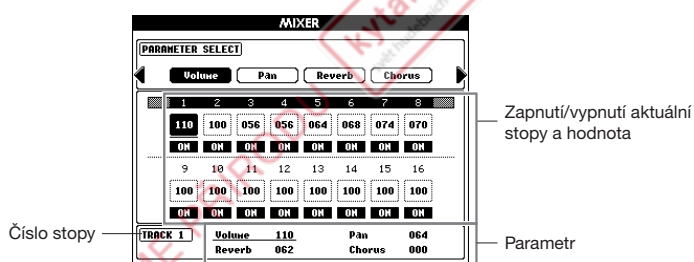 MIXER
PARAMETER SELECT
Volume Pan Reverb Chorus
1 2 3 4 5 6 7 8
110 100 056 056 064 068 074 070
ON ON ON ON ON ON ON ON
9 10 11 12 13 14 15 16
100 100 100 100 100 100 100 100
ON ON ON ON ON ON ON ON
TRACK 1 Volume 110 Pan 064
Reverb 062 Chorus 000
Zapnutí/vypnutí aktuální
stopy a hodnota
Číslo stopy
Parametr